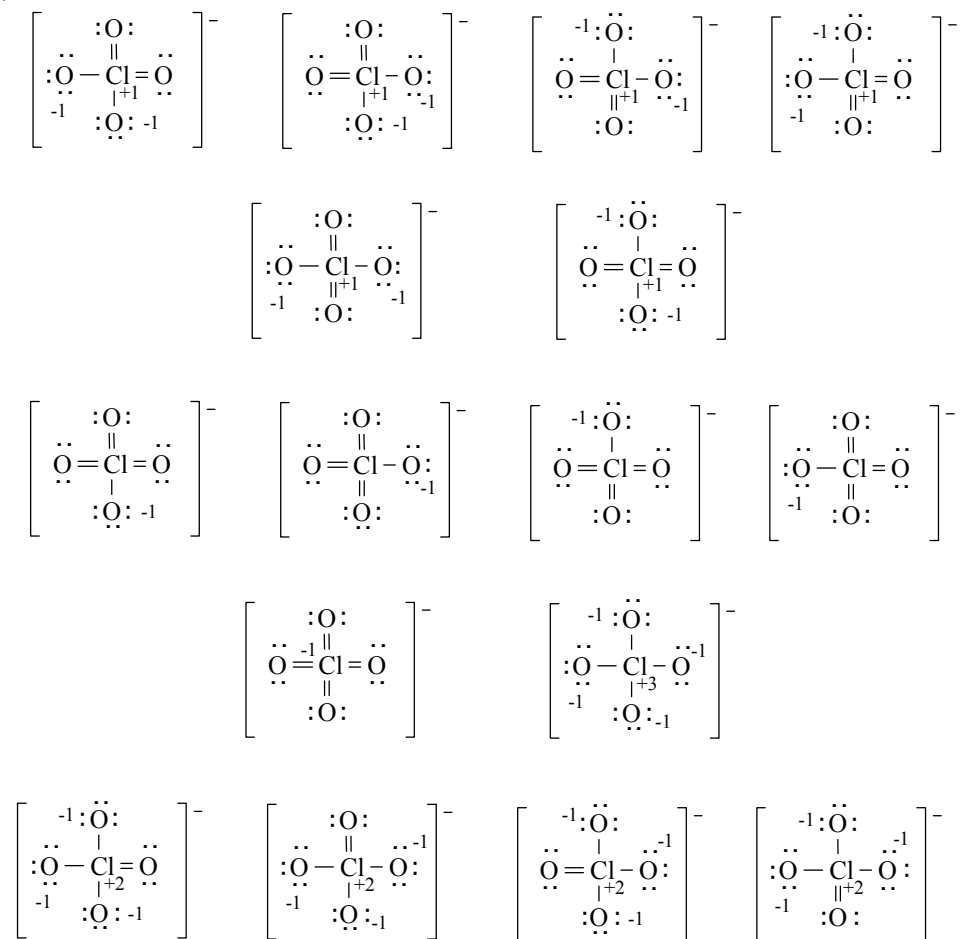 :O: – :O: – -1 :O: – -1 :O: –
:O – Cl = O O = Cl – O: O = Cl – O: :O – Cl = O
-1 +1 +1 -1 +1 -1 -1 +1
:O: -1 :O: -1 :O: :O:
:O: – -1 :O: –
:O – Cl – O: O = Cl = O
-1 +1 -1 +1
:O: :O: -1
:O: – :O: – -1 :O: – :O: –
O = Cl = O O = Cl – O: O = Cl = O :O – Cl = O
-1 -1
:O: -1 :O: :O: :O:
:O: – -1 :O: –
-1 -1
O = Cl = O :O – Cl – O
-1 +3
:O: :O: -1
-1 :O: – :O: – -1 :O: – -1 :O: –
-1 -1 -1
:O – Cl = O :O – Cl – O: O = Cl – O: :O – Cl – O:
-1 +2 -1 +2 +2 -1 +2
:O: -1 :O: -1 :O: -1 :O: